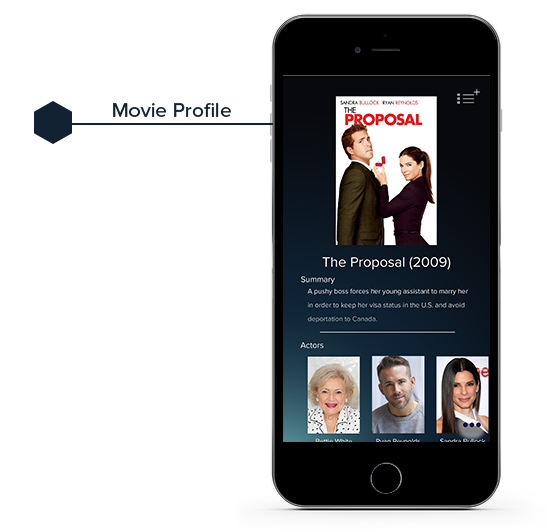 Movie Profile
SANDRA BULLOCK RYAN REYNOLDS
THE
PROPOSAL
The Proposal (2009)
Summary
A pushy boss forces her young assistant to marry her
in order to keep her visa status in the U.S. and avoid
deportation to Canada.
Actors
Bettie White Ryan Reynolds Sandra Bullock